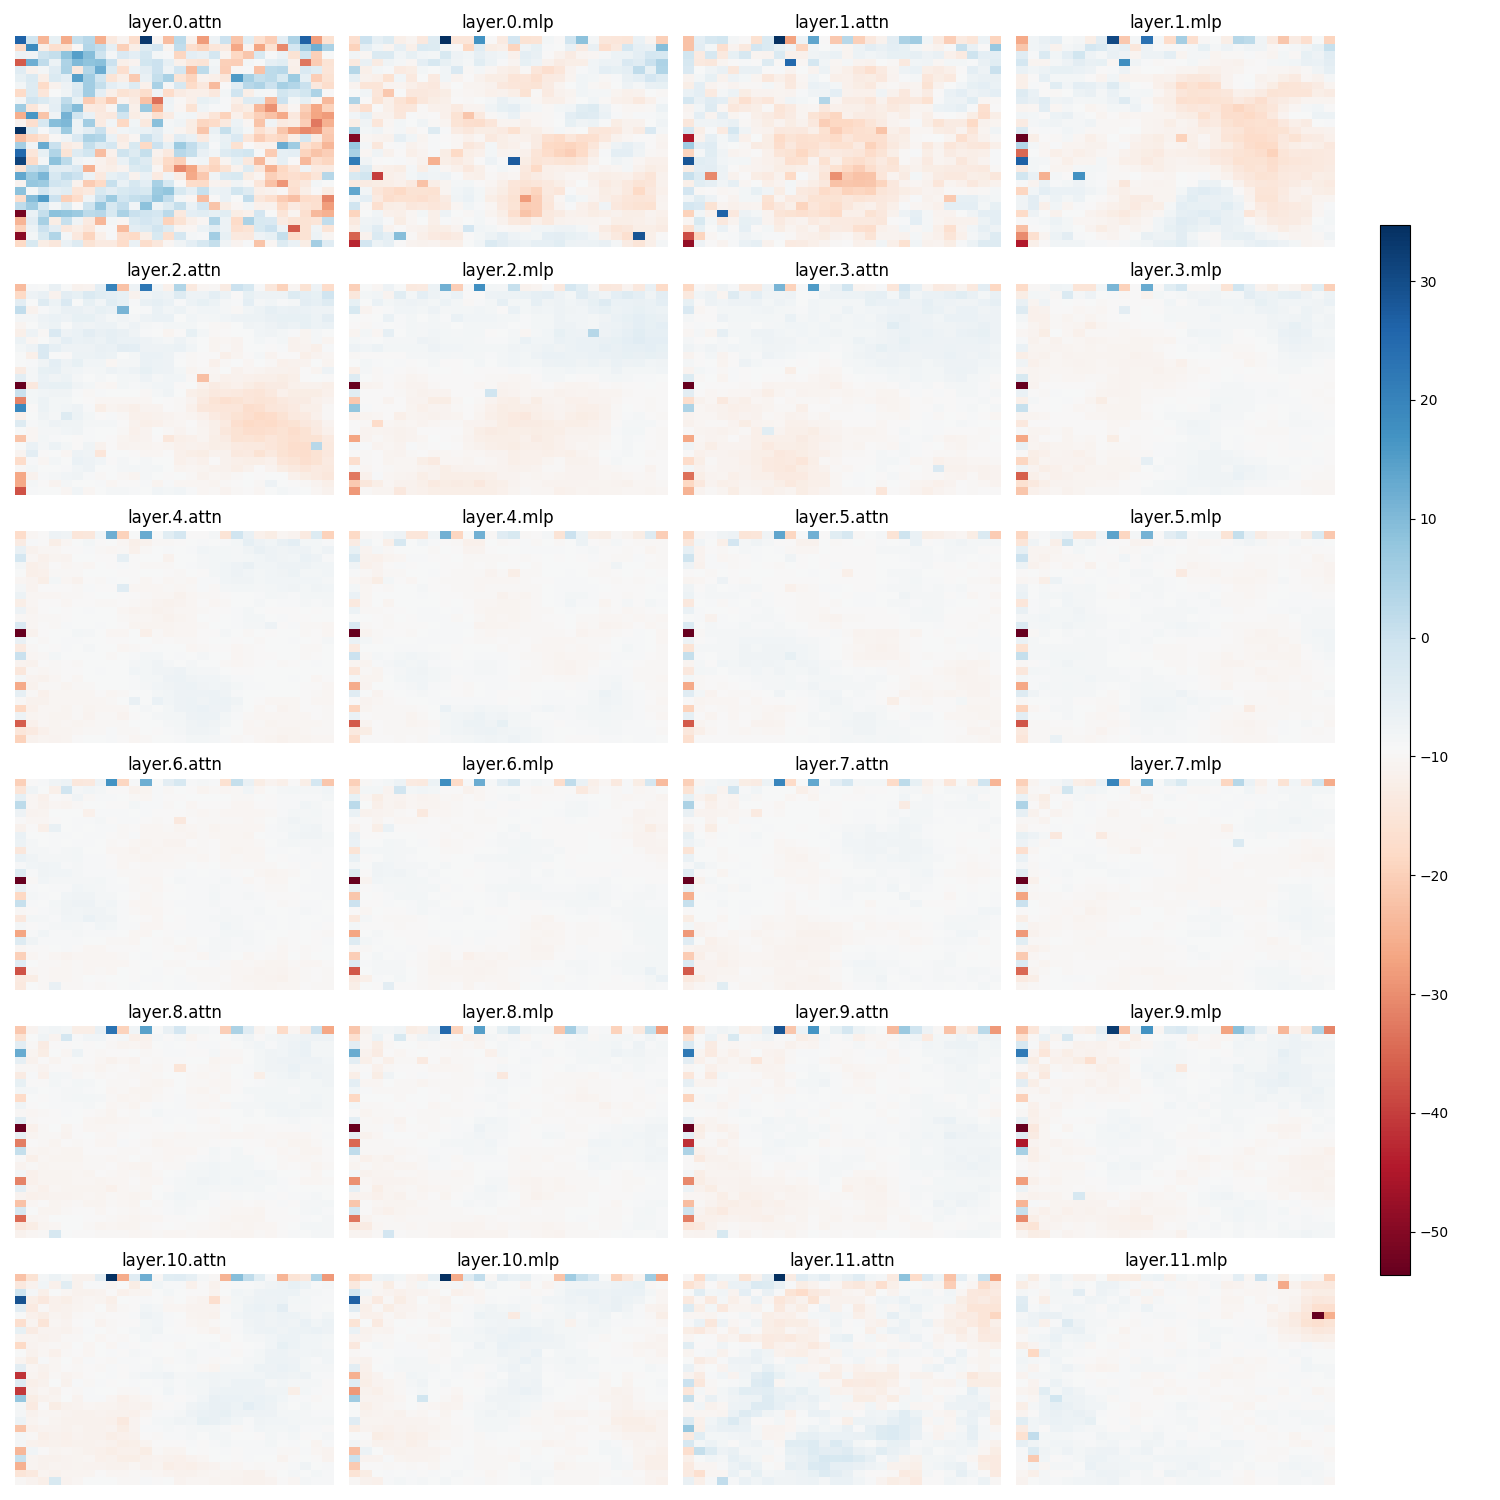 layer.0.attn layer.0.mlp layer.1.attn layer.1.mlp
layer.2.attn layer.2.mlp layer.3.attn layer.3.mlp
layer.4.attn layer.4.mlp layer.5.attn layer.5.mlp
layer.6.attn layer.6.mlp layer.7.attn layer.7.mlp
layer.8.attn layer.8.mlp layer.9.attn layer.9.mlp
layer.10.attn layer.10.mlp layer.11.attn layer.11.mlp
30
20
10
0
−10
−20
−30
−40
−50